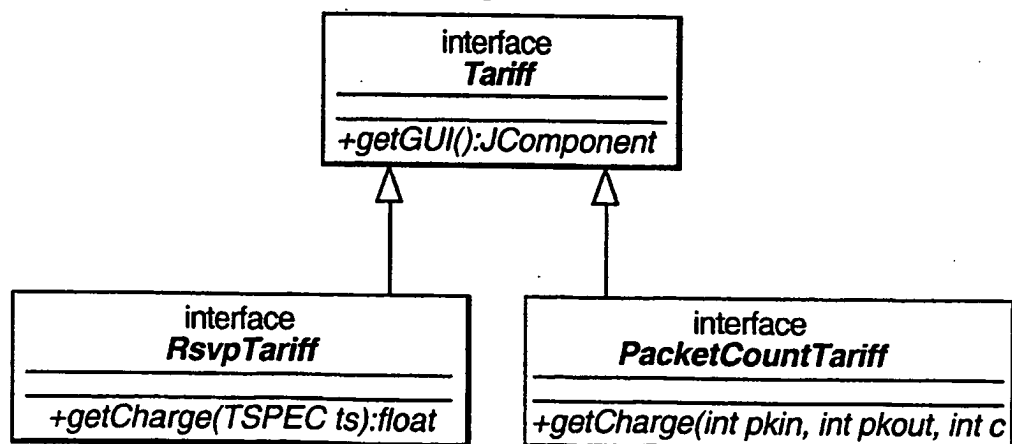 interface
Tariff
+getGUI():JComponent
interface
RsvpTariff
+getCharge(TSPEC ts):float
interface
PacketCountTariff
+getCharge(int pkin, int pkout, int c